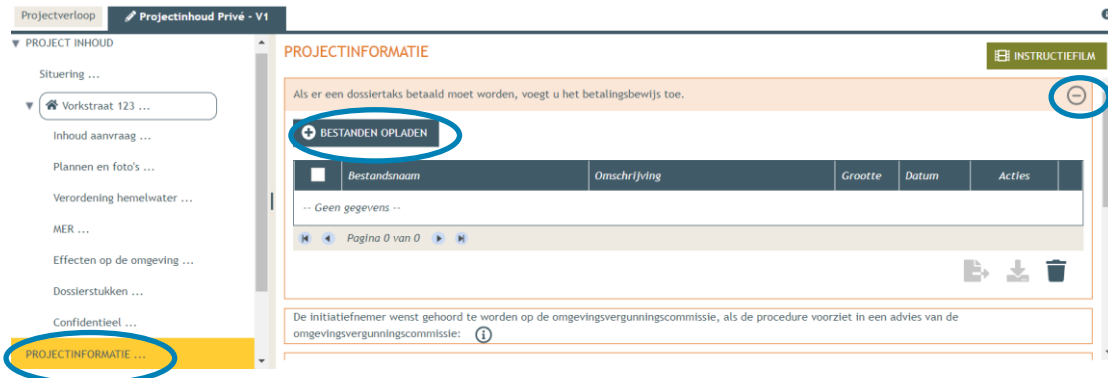 Projectverloop
Projectinhoud Privé - V1
PROJECT INHOUD
Situering ...
Vorkstraat 123 ...
Inhoud aanvraag ...
Plannen en foto's ...
Verordening hemelwater ...
MER ...
Effecten op de omgeving ...
Dossierstukken ...
Confidentieel ...
PROJECTINFORMATIE ...
PROJECTINFORMATIE
INSTRUCTIEFILM
Als er een dossiertaks betaald moet worden, voegt u het betalingsbewijs toe.
BESTANDEN OPLADEN
Bestandsnaam Omschrijving Grootte Datum Acties
-- Geen gegevens --
Pagina 0 van 0
De initiatiefnemer wenst gehoord te worden op de omgevingsvergunningscommissie, als de procedure voorziet in een advies van de
omgevingsvergunningscommissie: